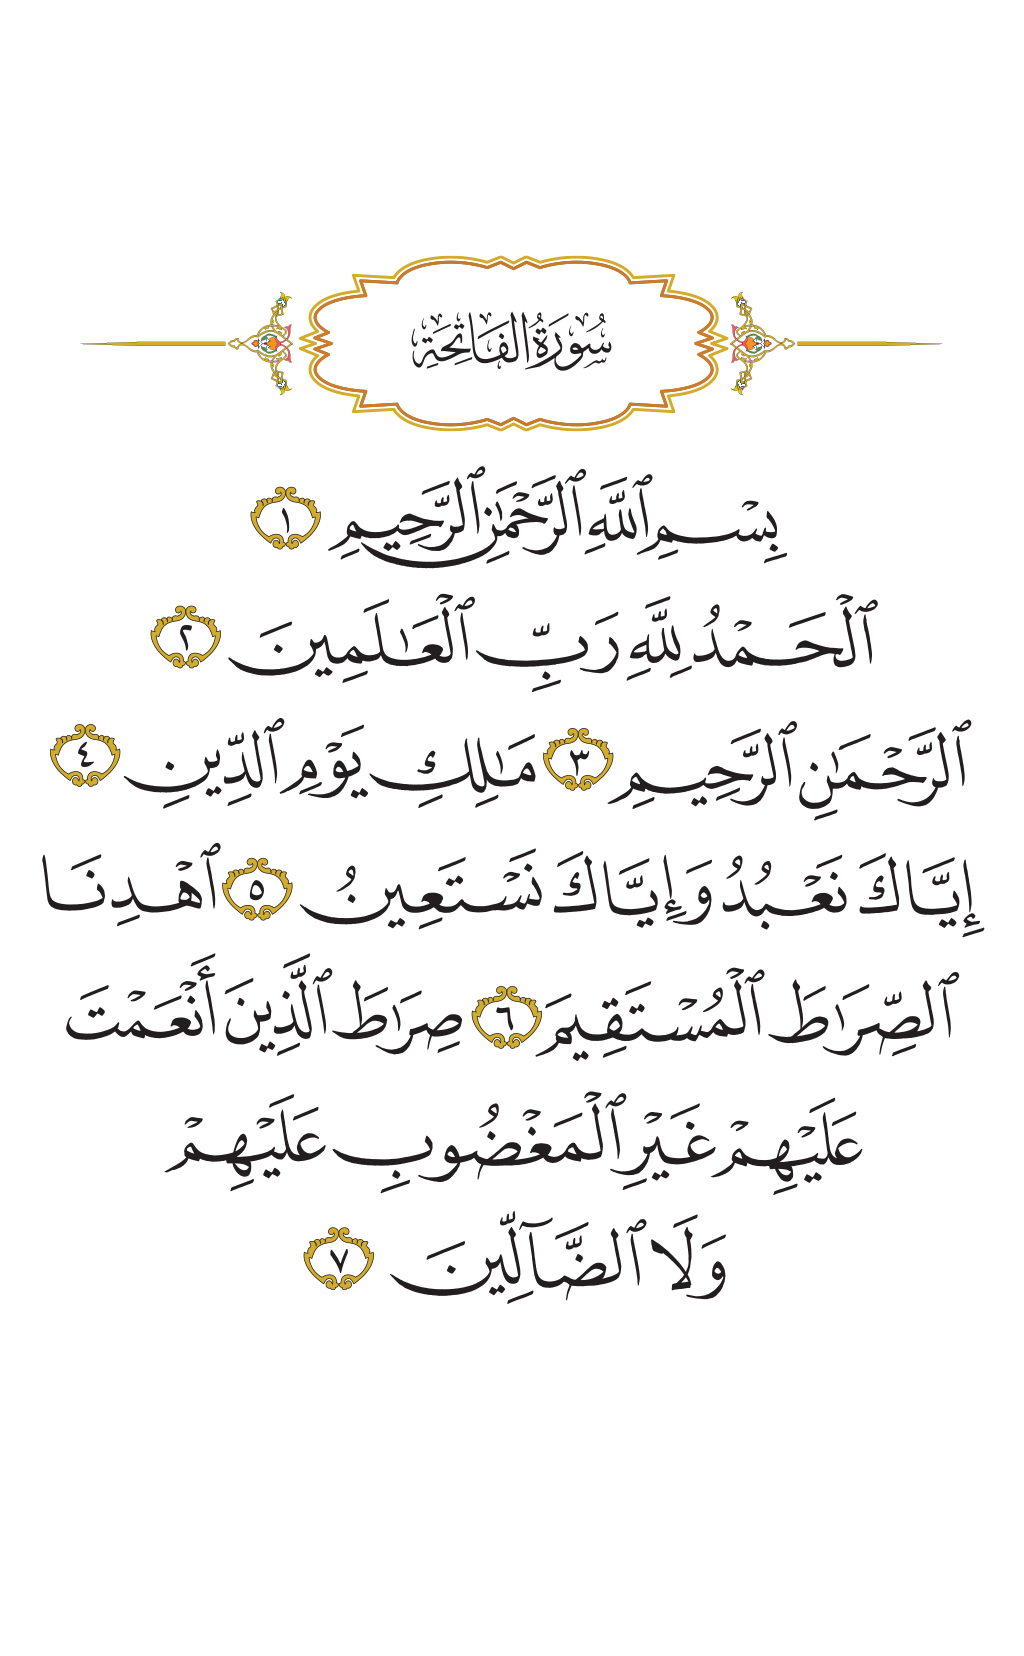 سُورَةُ الفَاتِحَةِ
بِسۡمِ ٱللَّهِ ٱلرَّحۡمَٰنِ ٱلرَّحِيمِ ١
ٱلۡحَمۡدُ لِلَّهِ رَبِّ ٱلۡعَٰلَمِينَ ٢
ٱلرَّحۡمَٰنِ ٱلرَّحِيمِ ٣ مَٰلِكِ يَوۡمِ ٱلدِّينِ ٤
إِيَّاكَ نَعۡبُدُ وَإِيَّاكَ نَسۡتَعِينُ ٥ ٱهۡدِنَا
ٱلصِّرَٰطَ ٱلۡمُسۡتَقِيمَ ٦ صِرَٰطَ ٱلَّذِينَ أَنۡعَمۡتَ
عَلَيۡهِمۡ غَيۡرِ ٱلۡمَغۡضُوبِ عَلَيۡهِمۡ
وَلَا ٱلضَّآلِّينَ ٧